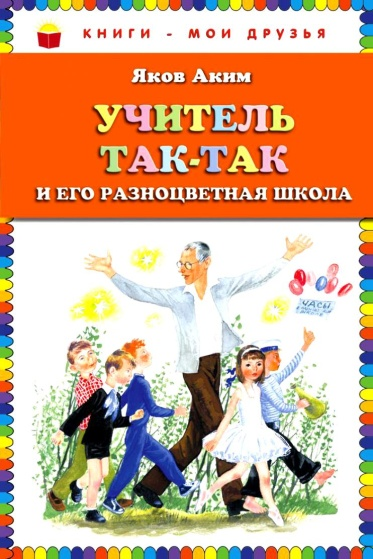 КНИГИ - МОИ ДРУЗЬЯ
Яков Аким
УЧИТЕЛЬ
ТАК-ТАК
И ЕГО РАЗНОЦВЕТНАЯ ШКОЛА
ЧАСЫ